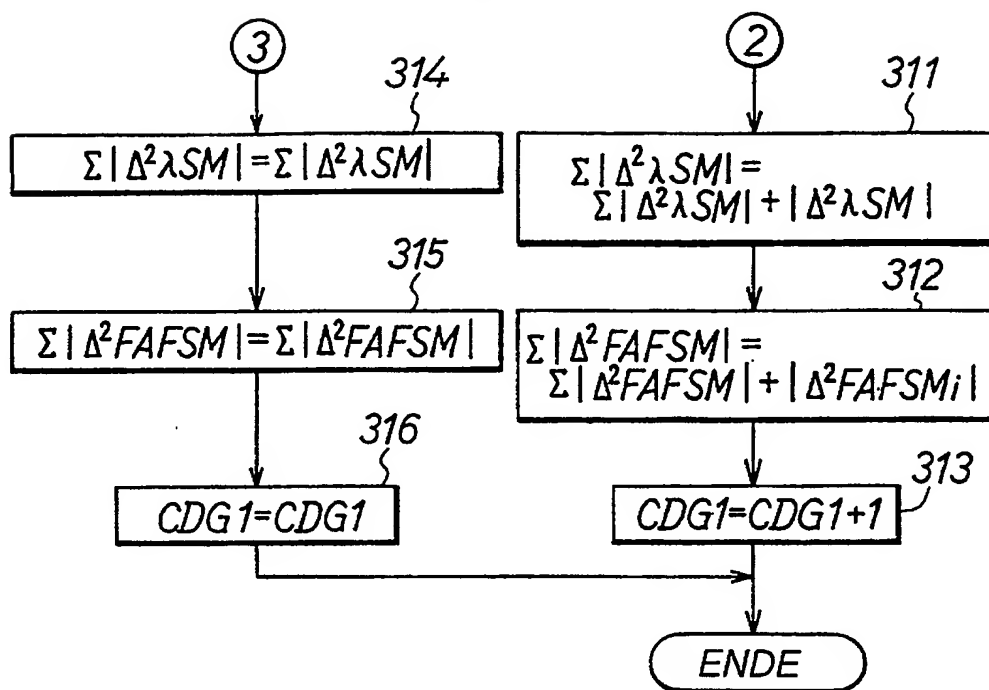 3
314
Σ|Δ²λSM|=Σ|Δ²λSM|
315
Σ|Δ²FAFSM|=Σ|Δ²FAFSM|
316
CDG1=CDG1
2
311
Σ|Δ²λSM|=
Σ|Δ²λSM|+|Δ²λSM|
312
Σ|Δ²FAFSM|=
Σ|Δ²FAFSM|+|Δ²FAFSMi|
313
CDG1=CDG1+1
ENDE